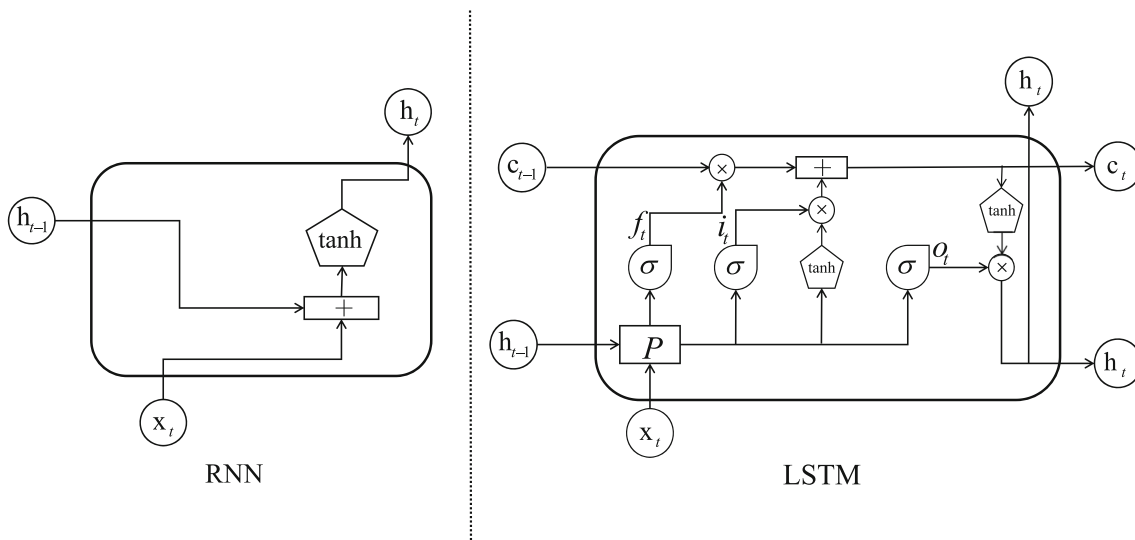 h_t
h_{t-1}
tanh
+
x_t
RNN
h_t
c_{t-1}
×
+
c_t
f_t
i_t
×
tanh
σ
σ
tanh
σ
o_t
×
h_{t-1}
P
h_t
x_t
LSTM